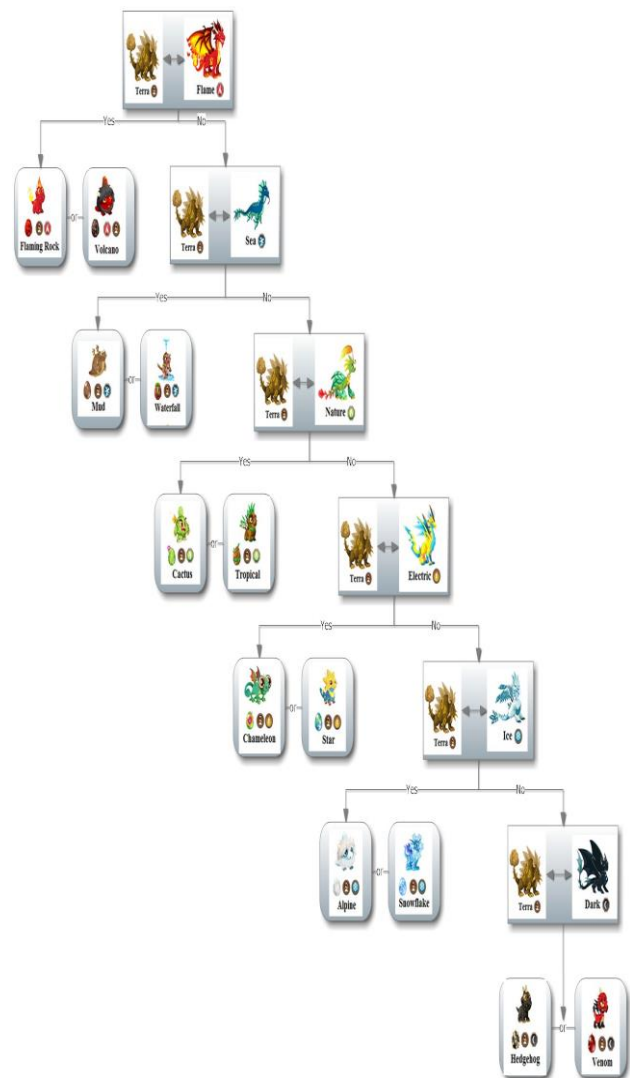 Terra
Flame
Yes
No
Flaming Rock
or
Volcano
Terra
Sea
Yes
No
Mud
or
Waterfall
Terra
Nature
Yes
No
Cactus
or
Tropical
Terra
Electric
Yes
No
Chameleon
or
Star
Terra
Ice
Yes
No
Alpine
or
Snowflake
Terra
Dark
Hedgehog
or
Venom